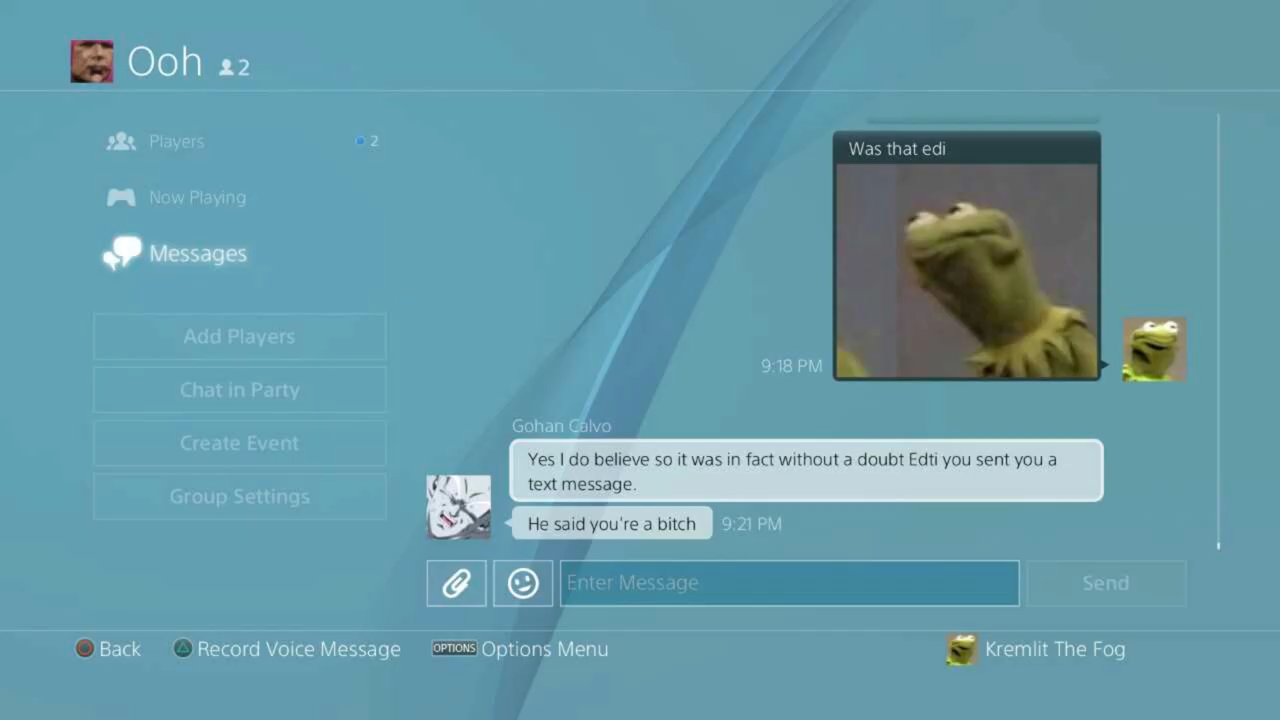 Ooh 2
Players 2
Now Playing
Messages
Add Players
Chat in Party
Create Event
Group Settings
Was that edi
9:18 PM
Gohan Calvo
Yes I do believe so it was in fact without a doubt Edti you sent you a
text message.
He said you're a bitch 9:21 PM
Enter Message
Send
Back
Record Voice Message
OPTIONS Options Menu
Kremlit The Fog